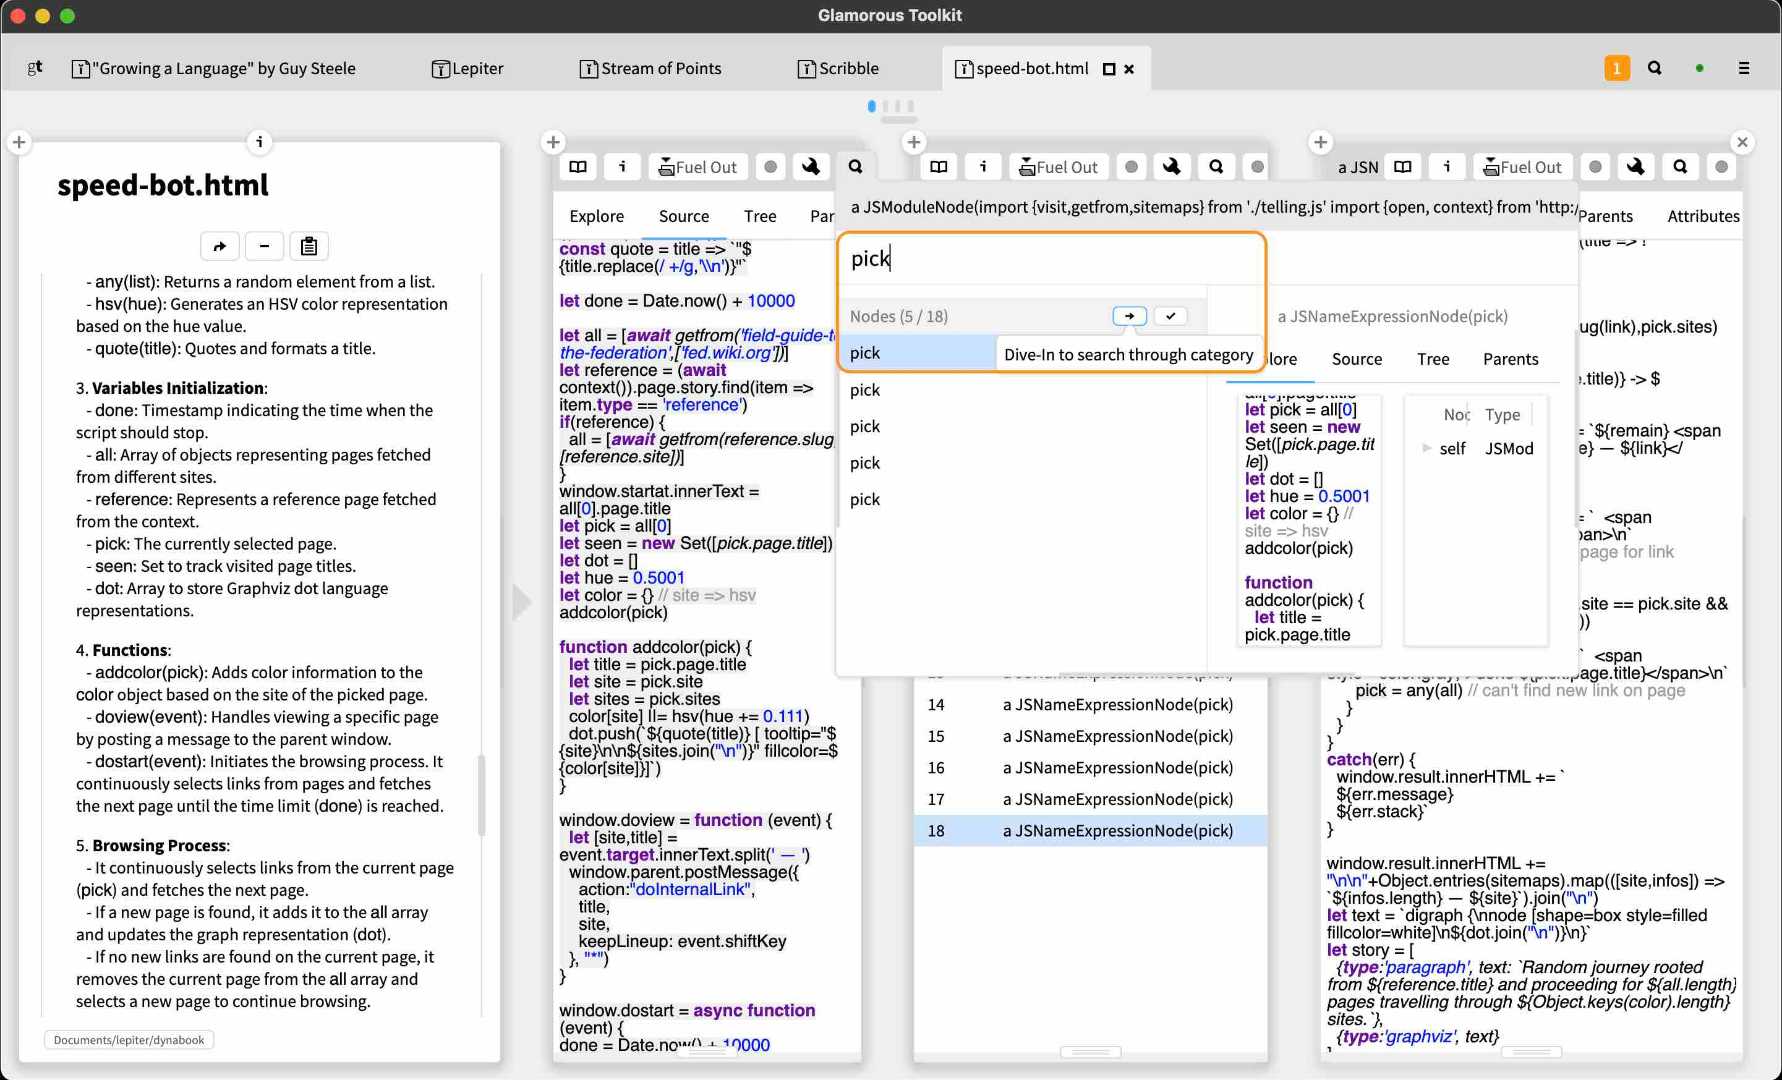 Glamorous Toolkit
gt
"Growing a Language" by Guy Steele
Lepiter
Stream of Points
Scribble
speed-bot.html
1
speed-bot.html
- any(list): Returns a random element from a list.
- hsv(hue): Generates an HSV color representation
based on the hue value.
- quote(title): Quotes and formats a title.
3. Variables Initialization:
- done: Timestamp indicating the time when the
script should stop.
- all: Array of objects representing pages fetched
from different sites.
- reference: Represents a reference page fetched
from the context.
- pick: The currently selected page.
- seen: Set to track visited page titles.
- dot: Array to store Graphviz dot language
representations.
4. Functions:
- addcolor(pick): Adds color information to the
color object based on the site of the picked page.
- doview(event): Handles viewing a specific page
by posting a message to the parent window.
- dostart(event): Initiates the browsing process. It
continuously selects links from pages and fetches
the next page until the time limit (done) is reached.
5. Browsing Process:
- It continuously selects links from the current page
(pick) and fetches the next page.
- If a new page is found, it adds it to the all array
and updates the graph representation (dot).
- If no new links are found on the current page, it
removes the current page from the all array and
selects a new page to continue browsing.
Documents/lepiter/dynabook
Fuel Out
Explore Source Tree Par
const quote = title => `"$
{title.replace(/ +/g,'\\n')}"`
let done = Date.now() + 10000
let all = [await getfrom('field-guide-t
the-federation',['fed.wiki.org'])]
let reference = (await
context()).page.story.find(item =>
item.type == 'reference')
if(reference) {
all = [await getfrom(reference.slug
[reference.site])]
}
window.startat.innerText =
all[0].page.title
let pick = all[0]
let seen = new Set([pick.page.title])
let dot = []
let hue = 0.5001
let color = {} // site => hsv
addcolor(pick)
function addcolor(pick) {
let title = pick.page.title
let site = pick.site
let sites = pick.sites
color[site] ||= hsv(hue += 0.111)
dot.push(`${quote(title)} [ tooltip="$
{site}\n\n${sites.join("\n")}" fillcolor=$
{color[site]}]`)
}
window.doview = function (event) {
let [site,title] =
event.target.innerText.split(' — ')
window.parent.postMessage({
action:"doInternalLink",
title,
site,
keepLineup: event.shiftKey
}, "*")
}
window.dostart = async function
(event) {
done = Date.now() + 10000
Fuel Out
a JSModuleNode(import {visit,getfrom,sitemaps} from './telling.js' import {open, context} from 'http:/
pick
Nodes (5 / 18)
pick
Dive-In to search through category
pick
pick
pick
pick
a JSNameExpressionNode(pick)
lore Source Tree Parents
let pick = all[0]
let seen = new
Set([pick.page.tit
le])
let dot = []
let hue = 0.5001
let color = {} //
site => hsv
addcolor(pick)
function
addcolor(pick) {
let title =
pick.page.title
Noc Type
self JSMod
14 a JSNameExpressionNode(pick)
15 a JSNameExpressionNode(pick)
16 a JSNameExpressionNode(pick)
17 a JSNameExpressionNode(pick)
18 a JSNameExpressionNode(pick)
a JSN
Fuel Out
Parents Attributes
ug(link),pick.sites)
.title)} -> $
= `${remain} <span
e} — ${link}</
= ` <span
an>\n`
page for link
.site == pick.site &&
))
` <span
.page.title}</span>\n`
pick = any(all) // can't find new link on page
}
}
}
catch(err) {
window.result.innerHTML += `
${err.message}
${err.stack}`
}
window.result.innerHTML +=
"\n\n"+Object.entries(sitemaps).map(([site,infos]) =>
`${infos.length} — ${site}`).join("\n")
let text = `digraph {\nnode [shape=box style=filled
fillcolor=white]\n${dot.join("\n")}\n}`
let story = [
{type:'paragraph', text: `Random journey rooted
from ${reference.title} and proceeding for ${all.length}
pages travelling through ${Object.keys(color).length}
sites.`},
{type:'graphviz', text}